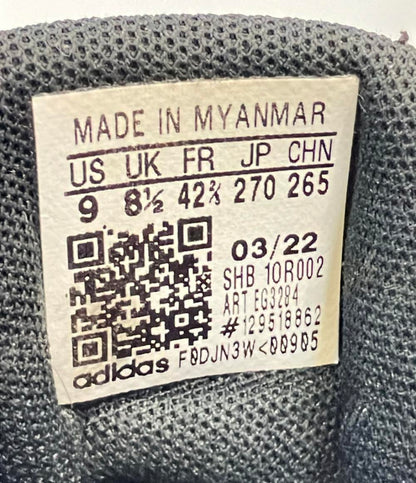 MADE IN MYANMAR
US UK FR JP CHN
9 8½ 42⅔ 270 265
03/22
SHB 10R002
ART EG3284
#129518862
adidas F0DJN3W<00905